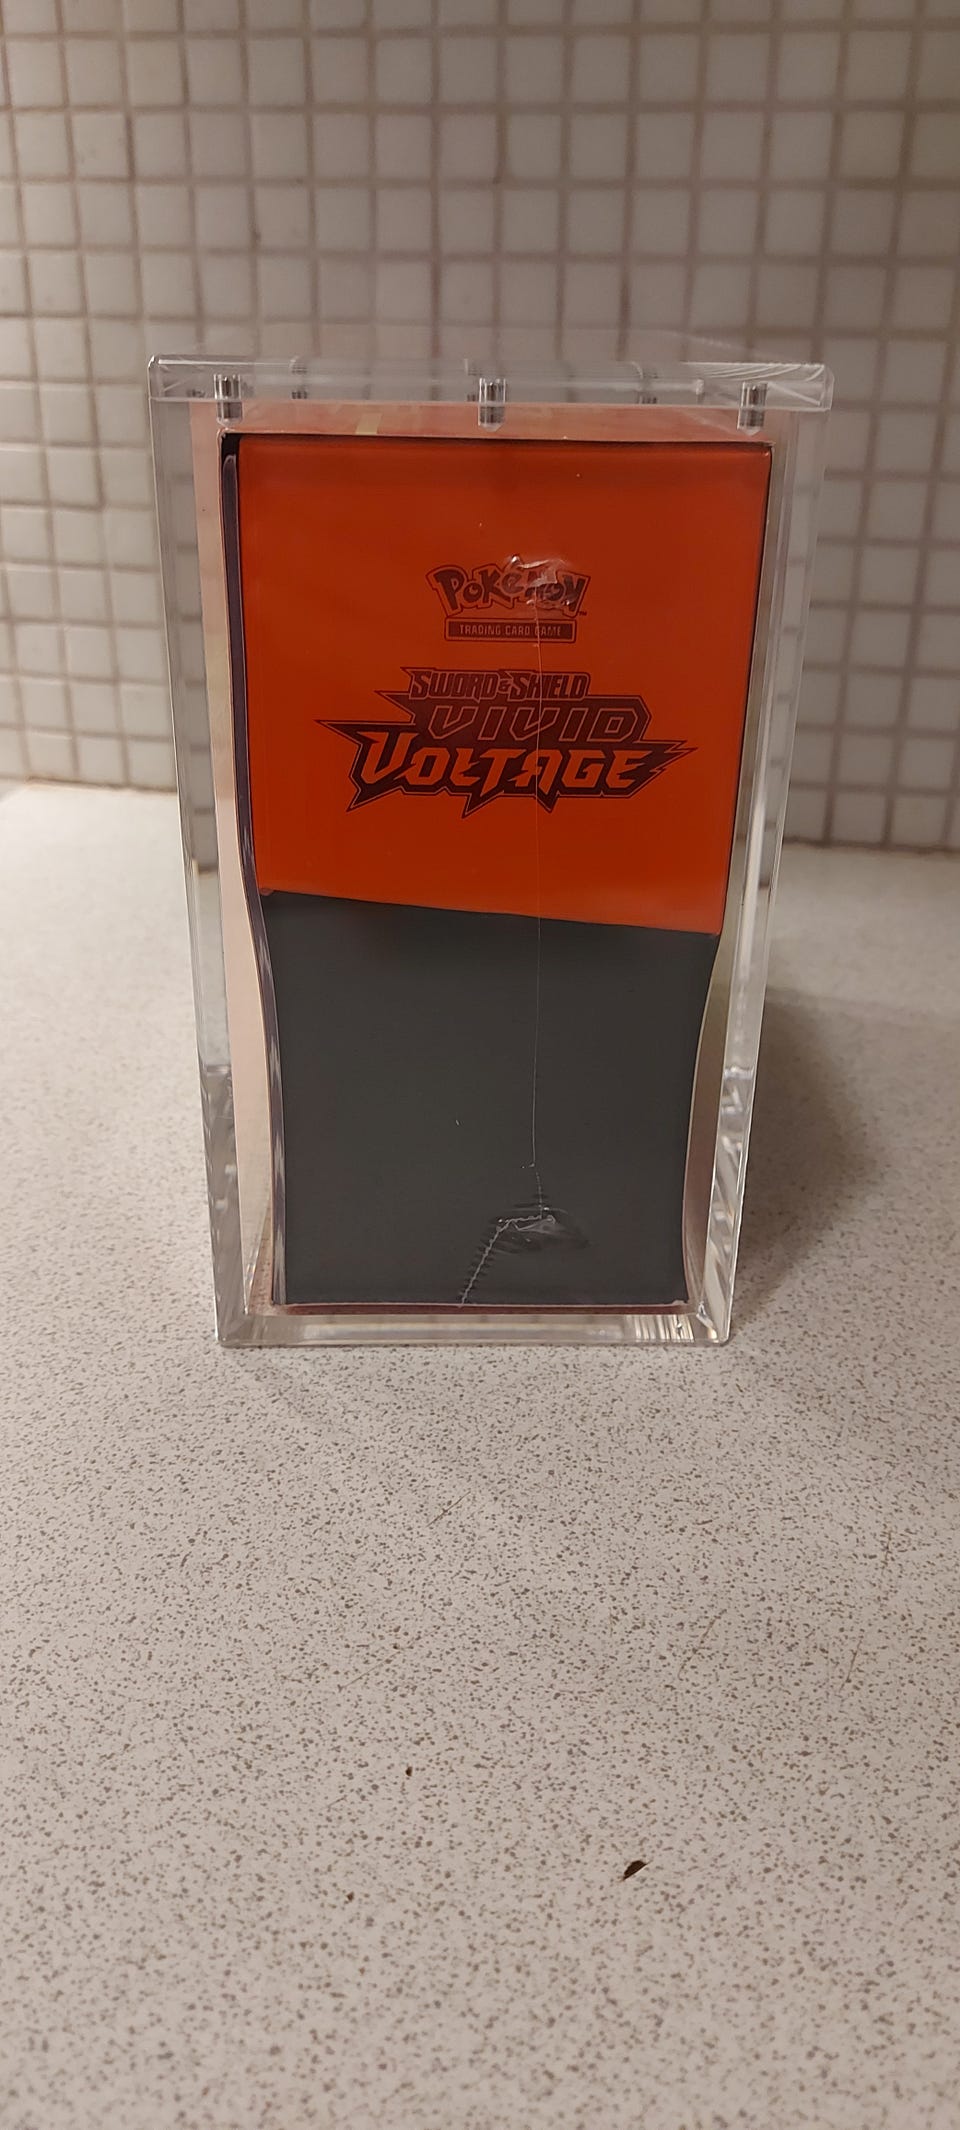 Pokémon
TRADING CARD GAME
SWORD & SHIELD
VIVID
VOLTAGE